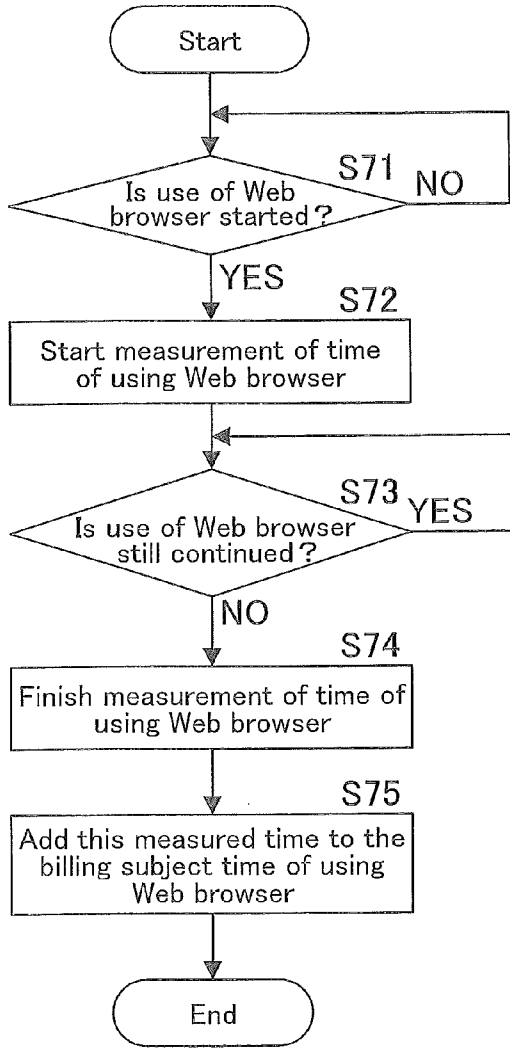 Start
S71
Is use of Web
browser started?
NO
YES
S72
Start measurement of time
of using Web browser
S73
Is use of Web browser
still continued?
YES
NO
S74
Finish measurement of time of
using Web browser
S75
Add this measured time to the
billing subject time of using
Web browser
End